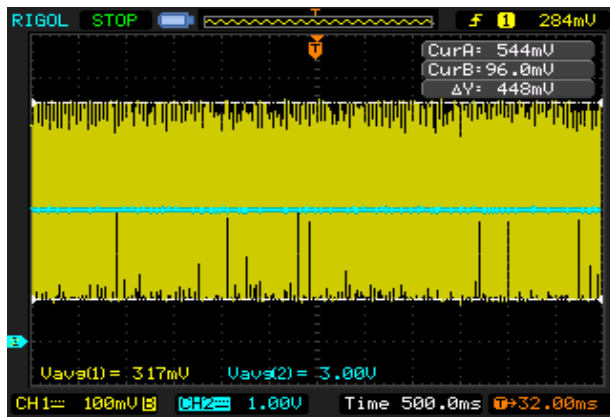 RIGOL STOP T f 1 284mV
T
CurA: 544mV
CurB:96.0mV
ΔY: 448mV
1
Vavg(1)= 317mV Vavg(2)= 3.00V
CH1 100mV B CH2 1.00V Time 500.0ms T→32.00ms